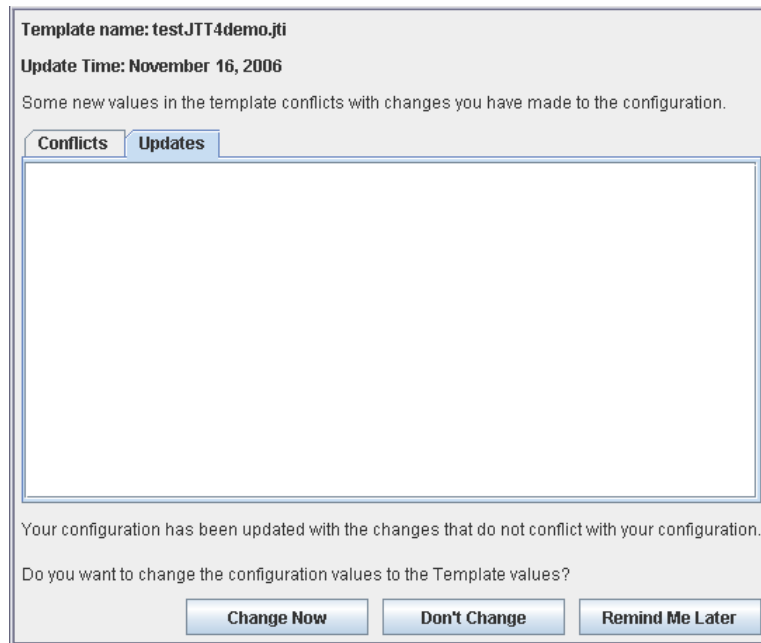 Template name: testJTT4demo.jti
Update Time: November 16, 2006
Some new values in the template conflicts with changes you have made to the configuration.
Conflicts Updates
Your configuration has been updated with the changes that do not conflict with your configuration.
Do you want to change the configuration values to the Template values?
Change Now Don't Change Remind Me Later